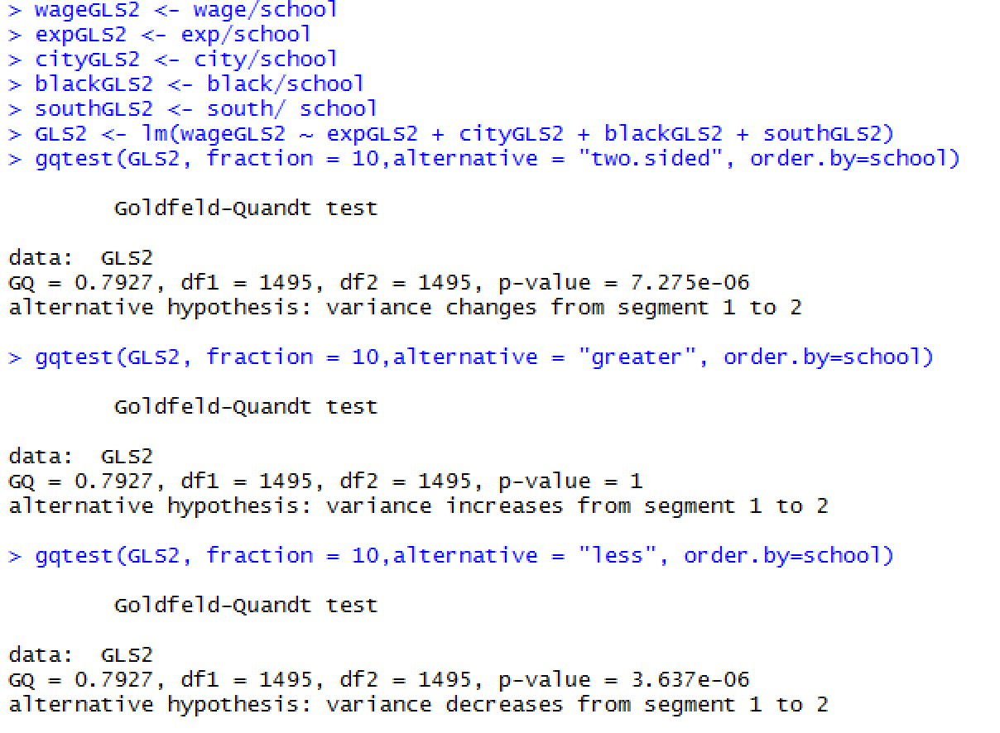 > wageGLS2 <- wage/school
> expGLS2 <- exp/school
> cityGLS2 <- city/school
> blackGLS2 <- black/school
> southGLS2 <- south/ school
> GLS2 <- lm(wageGLS2 ~ expGLS2 + cityGLS2 + blackGLS2 + southGLS2)
> gqtest(GLS2, fraction = 10,alternative = "two.sided", order.by=school)
Goldfeld-Quandt test
data:  GLS2
GQ = 0.7927, df1 = 1495, df2 = 1495, p-value = 7.275e-06
alternative hypothesis: variance changes from segment 1 to 2
> gqtest(GLS2, fraction = 10,alternative = "greater", order.by=school)
Goldfeld-Quandt test
data:  GLS2
GQ = 0.7927, df1 = 1495, df2 = 1495, p-value = 1
alternative hypothesis: variance increases from segment 1 to 2
> gqtest(GLS2, fraction = 10,alternative = "less", order.by=school)
Goldfeld-Quandt test
data:  GLS2
GQ = 0.7927, df1 = 1495, df2 = 1495, p-value = 3.637e-06
alternative hypothesis: variance decreases from segment 1 to 2